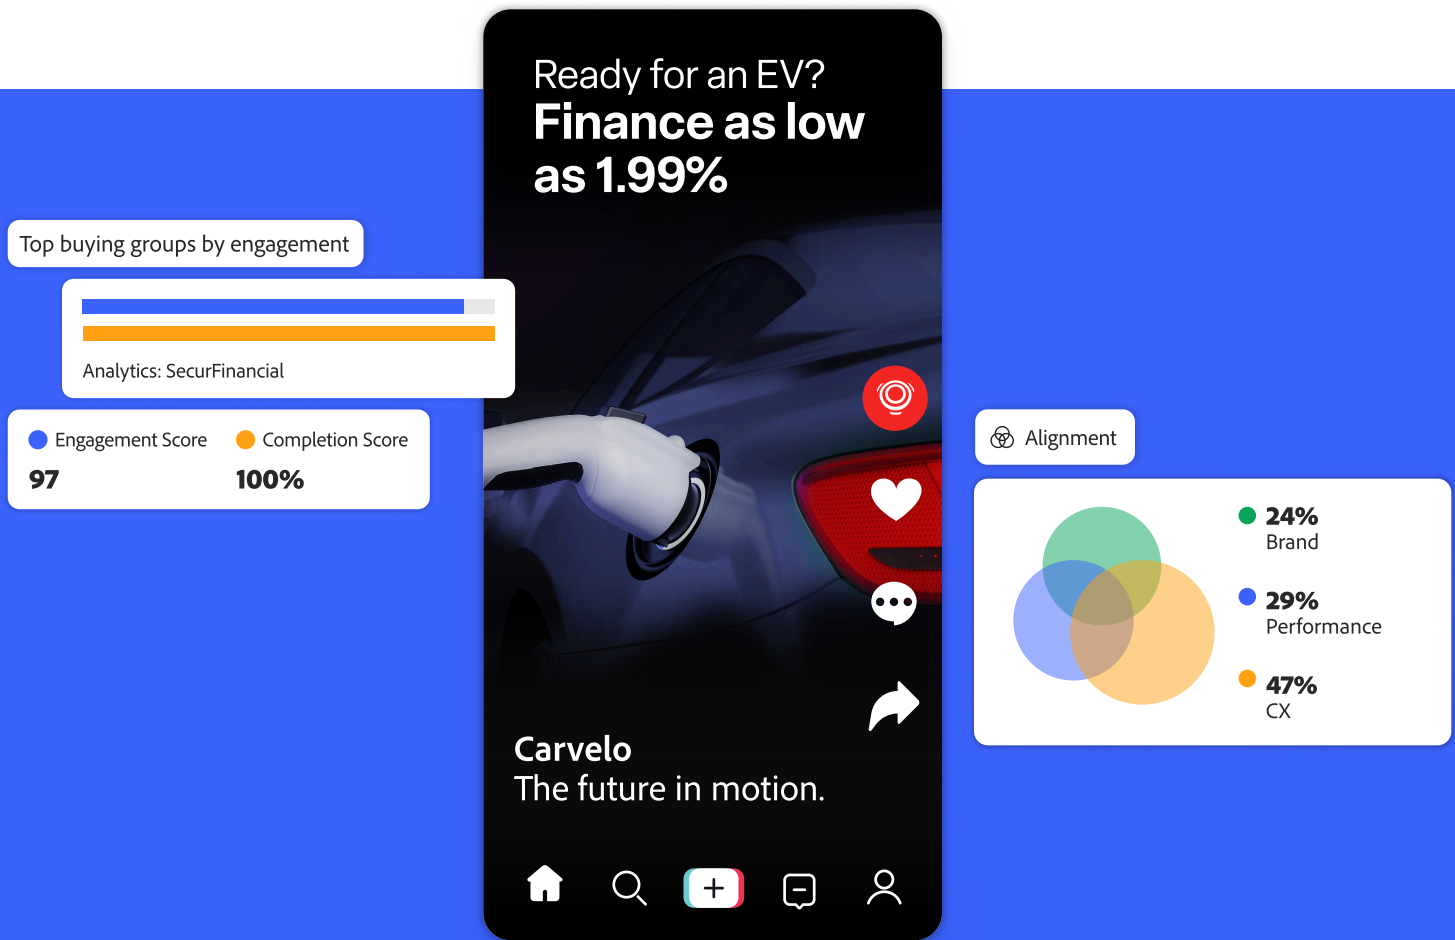 Ready for an EV?
Finance as low
as 1.99%
Top buying groups by engagement
Analytics: SecurFinancial
Engagement Score
Completion Score
97
100%
Alignment
24%
Brand
29%
Performance
47%
CX
Carvelo
The future in motion.